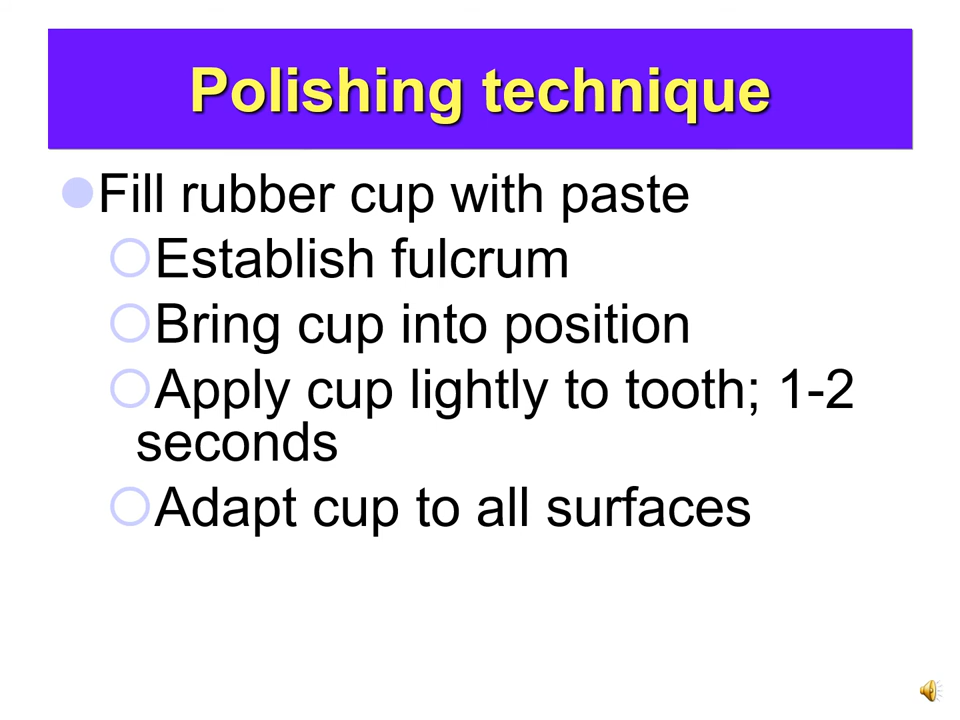 Polishing technique
Fill rubber cup with paste
Establish fulcrum
Bring cup into position
Apply cup lightly to tooth; 1-2
seconds
Adapt cup to all surfaces